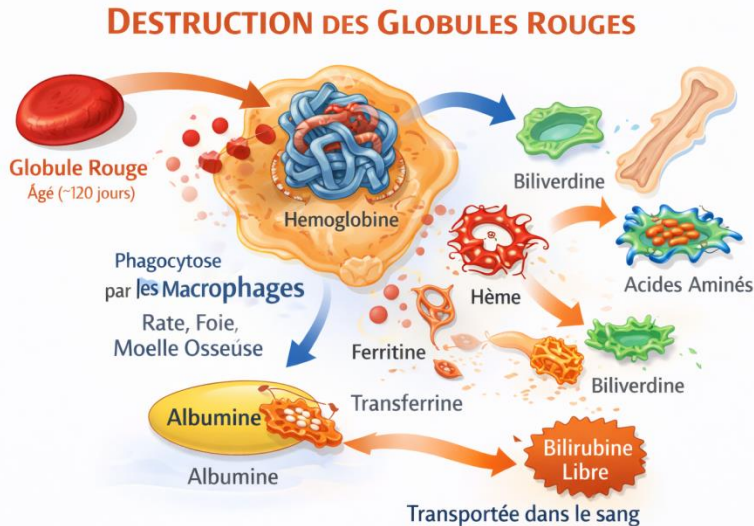 DESTRUCTION DES GLOBULES ROUGES
Globule Rouge
Âgé (~120 jours)
Hemoglobine
Biliverdine
Phagocytose
par les Macrophages
Rate, Foie,
Moelle Osseuse
Hème
Acides Aminés
Ferritine
Biliverdine
Transferrine
Albumine
Albumine
Bilirubine
Libre
Transportée dans le sang